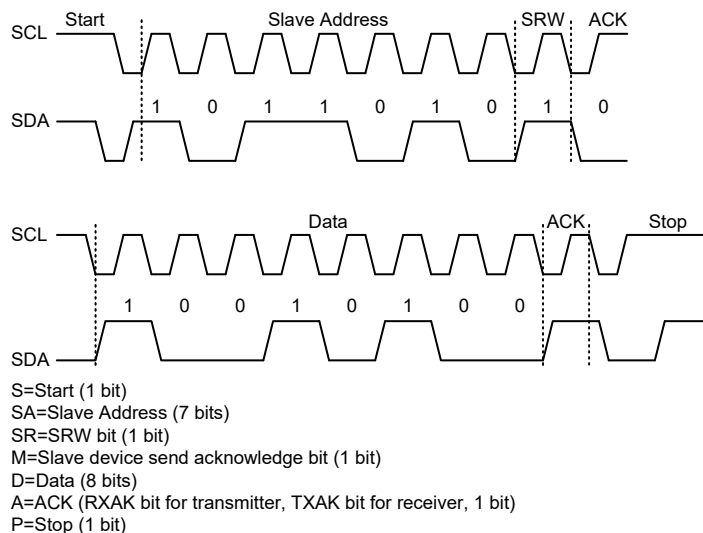 Start Slave Address SRW ACK
SCL
1 0 1 1 0 1 0 1 0
SDA
Data ACK Stop
SCL
1 0 0 1 0 1 0 0
SDA
S=Start (1 bit)
SA=Slave Address (7 bits)
SR=SRW bit (1 bit)
M=Slave device send acknowledge bit (1 bit)
D=Data (8 bits)
A=ACK (RXAK bit for transmitter, TXAK bit for receiver, 1 bit)
P=Stop (1 bit)